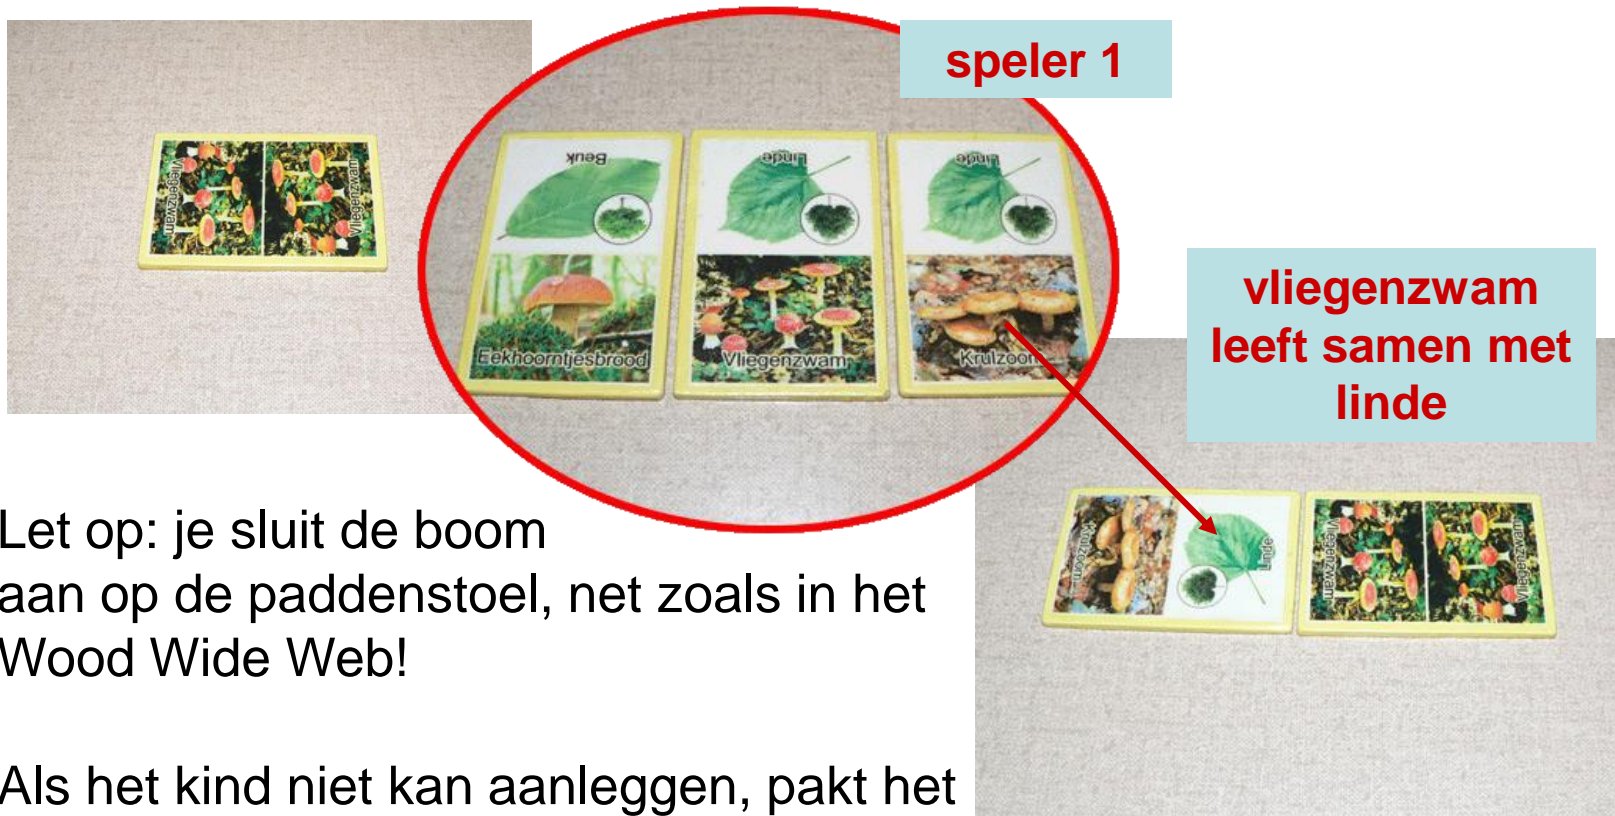 speler 1
Vliegenzwam
Vliegenzwam
Beuk
Linde
Linde
Eekhoorntjesbrood
Vliegenzwam
Krulzoom
vliegenzwam
leeft samen met
linde
Krulzoom
Linde
Vliegenzwam
Vliegenzwam
Let op: je sluit de boom
aan op de paddenstoel, net zoals in het
Wood Wide Web!
Als het kind niet kan aanleggen, pakt het